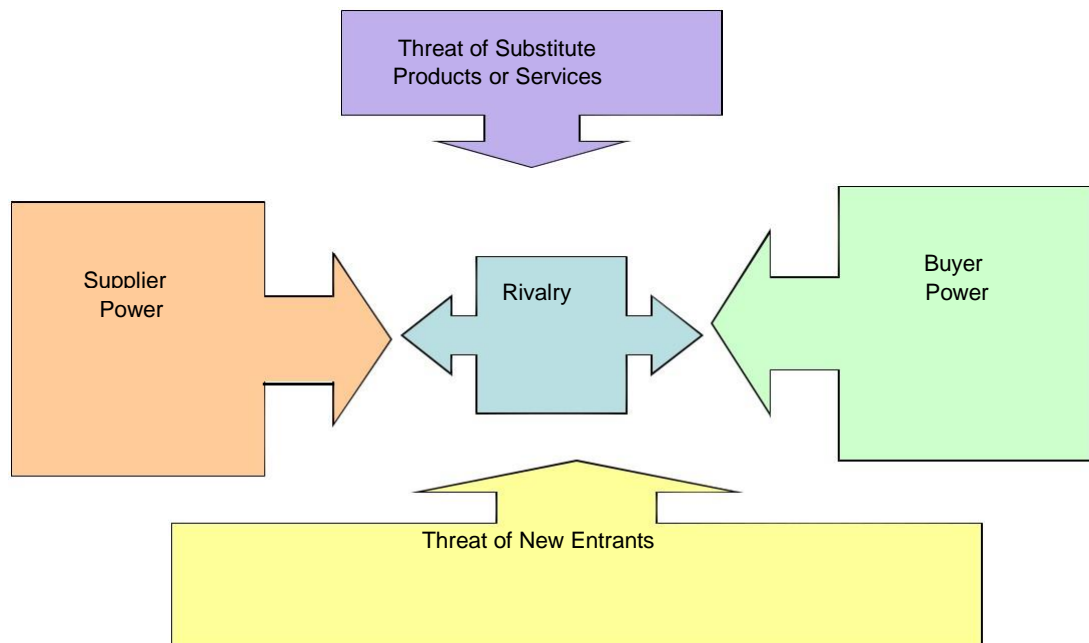 Threat of Substitute
Products or Services
Supplier
Power
Rivalry
Buyer
Power
Threat of New Entrants